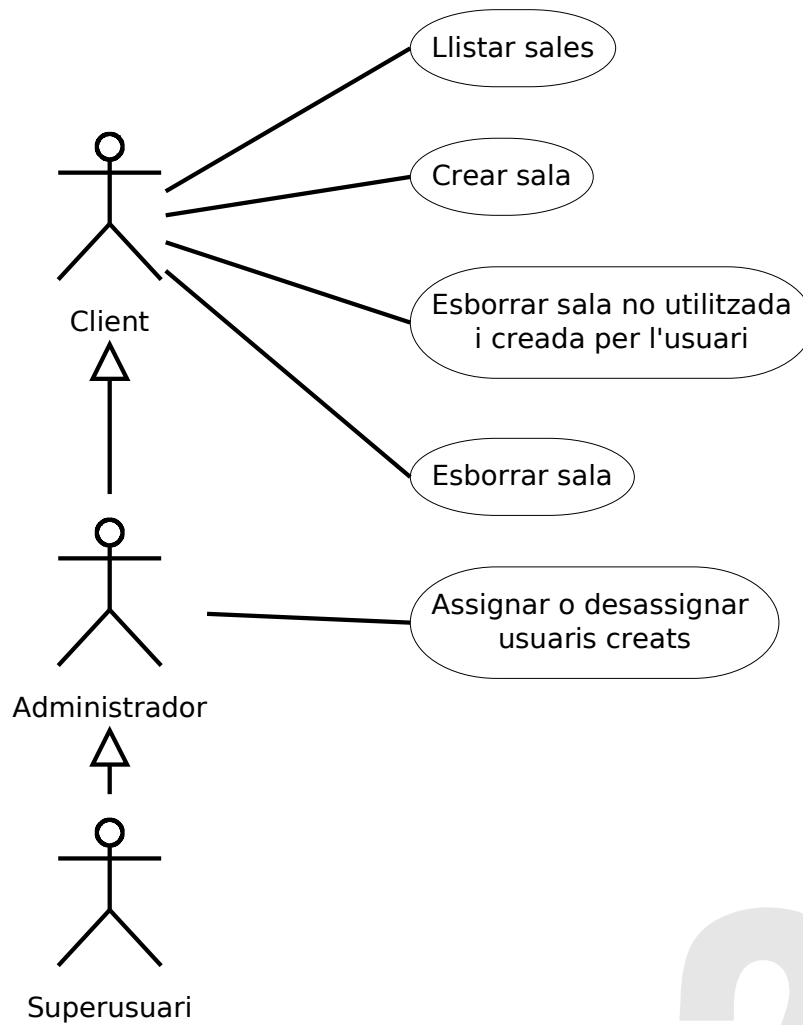 Llistar sales
Crear sala
Esborrar sala no utilitzada
i creada per l'usuari
Client
Esborrar sala
Assignar o desassignar
usuaris creats
Administrador
Superusuari